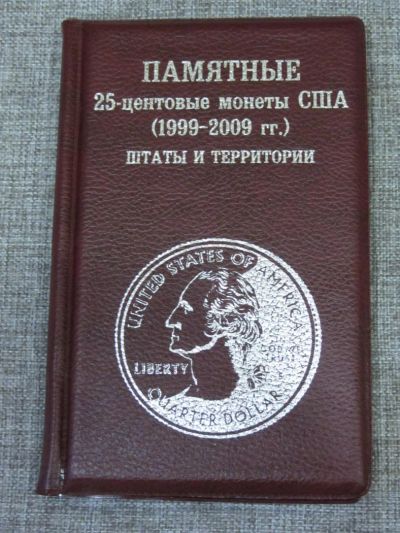 ПАМЯТНЫЕ
25-центовые монеты США
(1999-2009 гг.)
ШТАТЫ И ТЕРРИТОРИИ
UNITED STATES OF AMERICA
LIBERTY
QUARTER DOLLAR